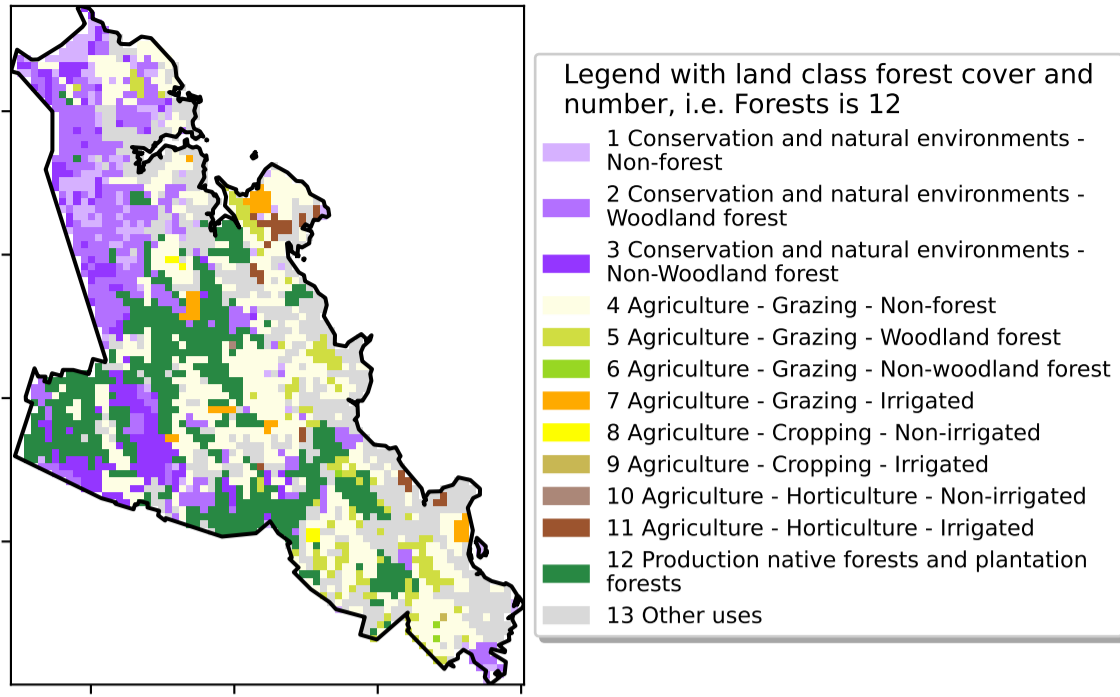 Legend with land class forest cover and
number, i.e. Forests is 12
1 Conservation and natural environments -
Non-forest
2 Conservation and natural environments -
Woodland forest
3 Conservation and natural environments -
Non-Woodland forest
4 Agriculture - Grazing - Non-forest
5 Agriculture - Grazing - Woodland forest
6 Agriculture - Grazing - Non-woodland forest
7 Agriculture - Grazing - Irrigated
8 Agriculture - Cropping - Non-irrigated
9 Agriculture - Cropping - Irrigated
10 Agriculture - Horticulture - Non-irrigated
11 Agriculture - Horticulture - Irrigated
12 Production native forests and plantation
forests
13 Other uses